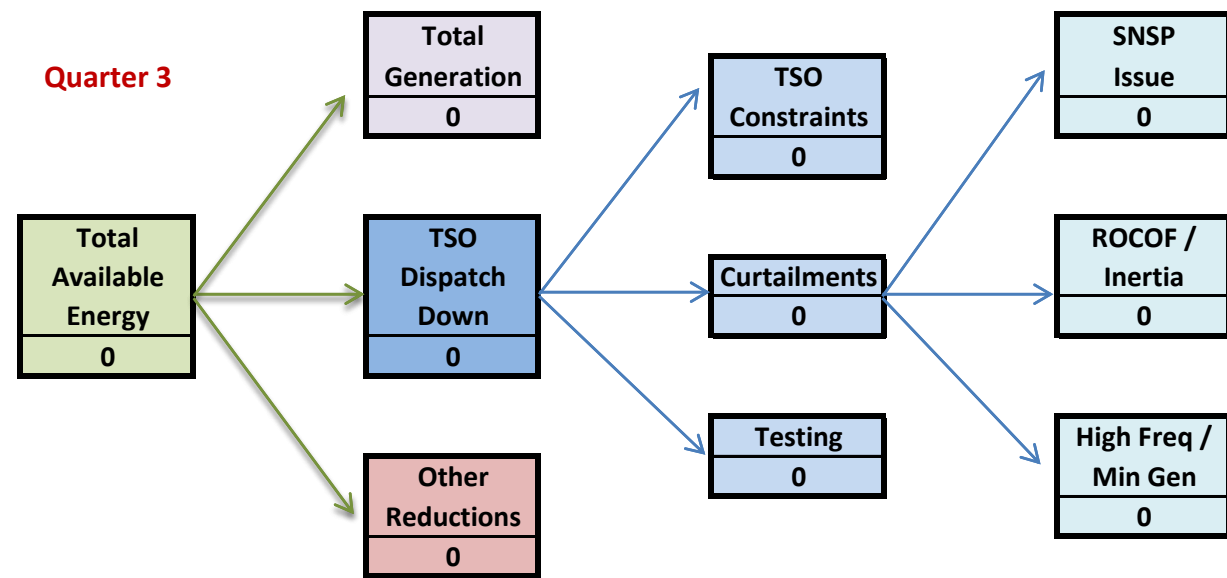 Quarter 3
Total
Available
Energy
0
Total
Generation
0
TSO
Dispatch
Down
0
Other
Reductions
0
TSO
Constraints
0
Curtailments
0
Testing
0
SNSP
Issue
0
ROCOF /
Inertia
0
High Freq /
Min Gen
0